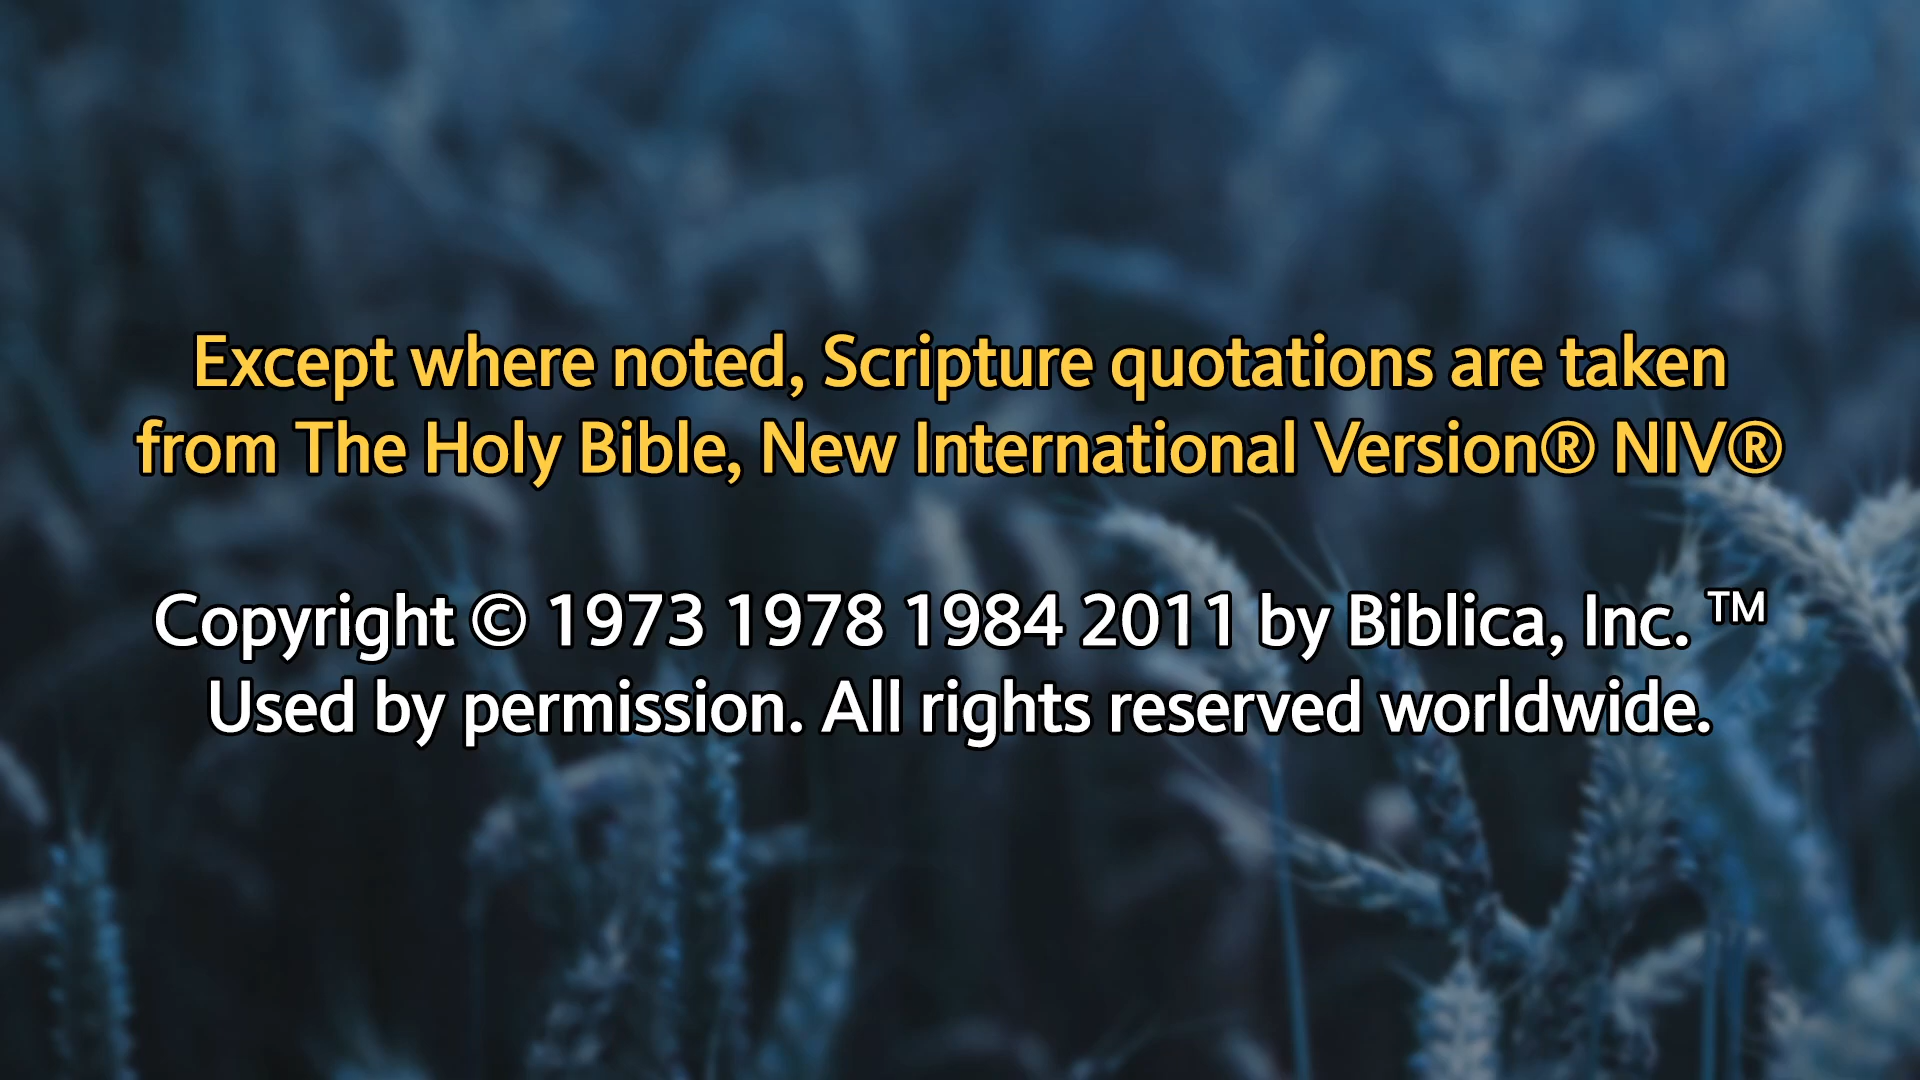 Except where noted, Scripture quotations are taken
from The Holy Bible, New International Version® NIV®
Copyright © 1973 1978 1984 2011 by Biblica, Inc. ™
Used by permission. All rights reserved worldwide.